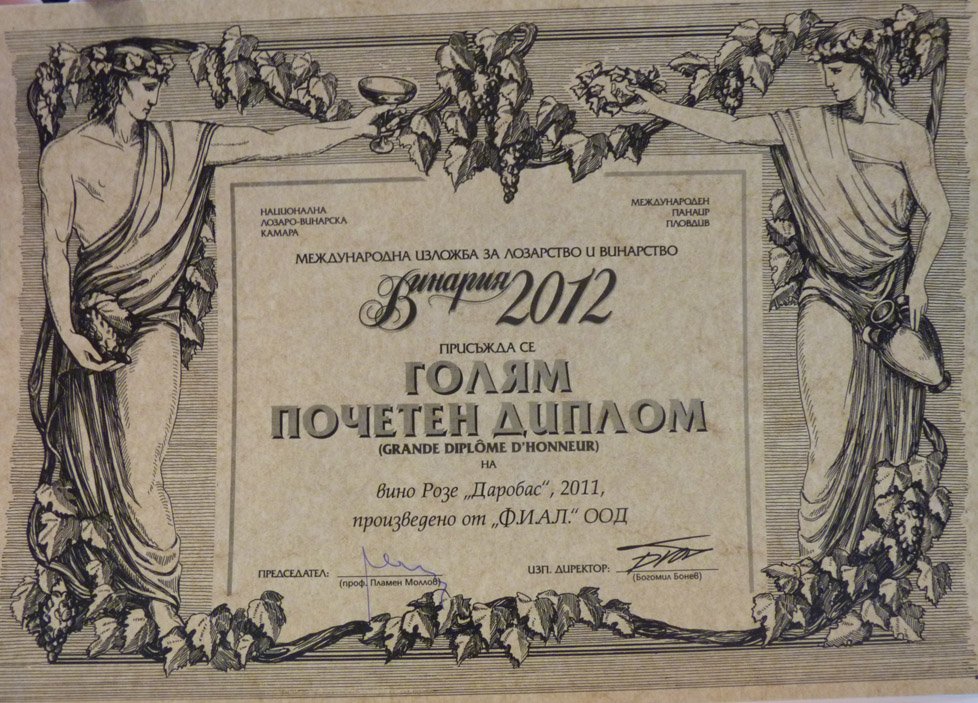 НАЦИОНАЛНА
ЛОЗАРО-ВИНАРСКА
КАМАРА
МЕЖДУНАРОДЕН
ПАНАИР
ПЛОВДИВ
МЕЖДУНАРОДНА ИЗЛОЖБА ЗА ЛОЗАРСТВО И ВИНАРСТВО
Винария 2012
ПРИСЪЖДА СЕ
ГОЛЯМ
ПОЧЕТЕН ДИПЛОМ
(GRANDE DIPLÔME D'HONNEUR)
НА
вино Розе „Даробас“, 2011,
произведено от „Ф.И.АЛ.“ ООД
ПРЕДСЕДАТЕЛ:
(проф. Пламен Моллов)
ИЗП. ДИРЕКТОР:
(Богомил Бонев)